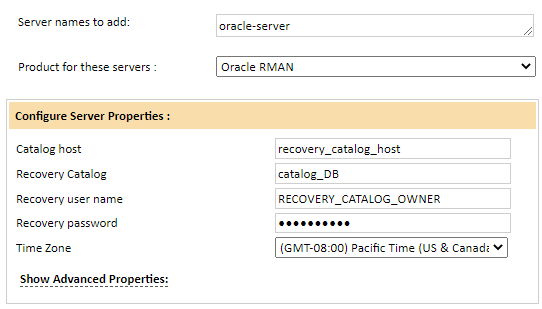 Server names to add: oracle-server
Product for these servers : Oracle RMAN
Configure Server Properties :
Catalog host recovery_catalog_host
Recovery Catalog catalog_DB
Recovery user name RECOVERY_CATALOG_OWNER
Recovery password ●●●●●●●●●●
Time Zone (GMT-08:00) Pacific Time (US & Canada
Show Advanced Properties: